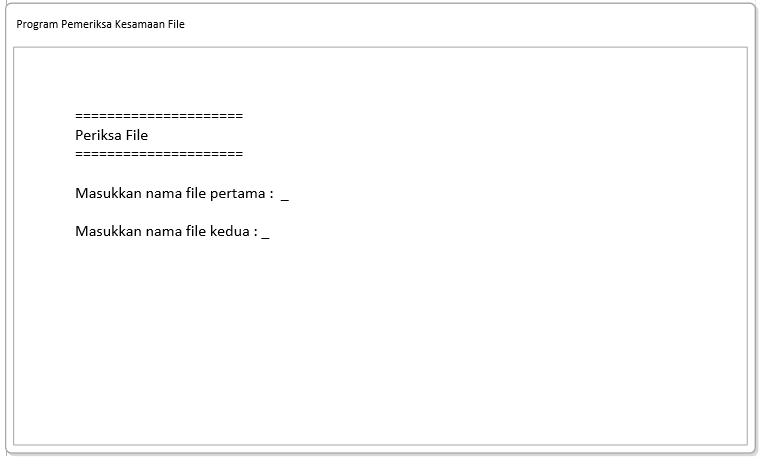 Program Pemeriksa Kesamaan File
=====================
Periksa File
=====================
Masukkan nama file pertama : _
Masukkan nama file kedua : _